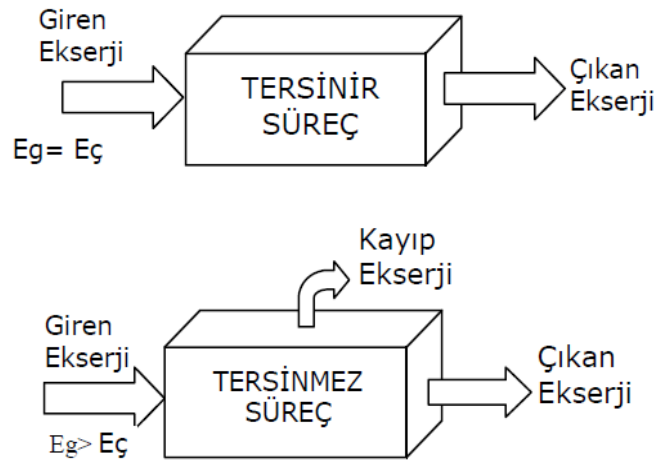 Giren
Ekserji
TERSİNİR
SÜREÇ
Çıkan
Ekserji
Eg= Eç
Kayıp
Ekserji
Giren
Ekserji
TERSİNMEZ
SÜREÇ
Çıkan
Ekserji
Eg> Eç